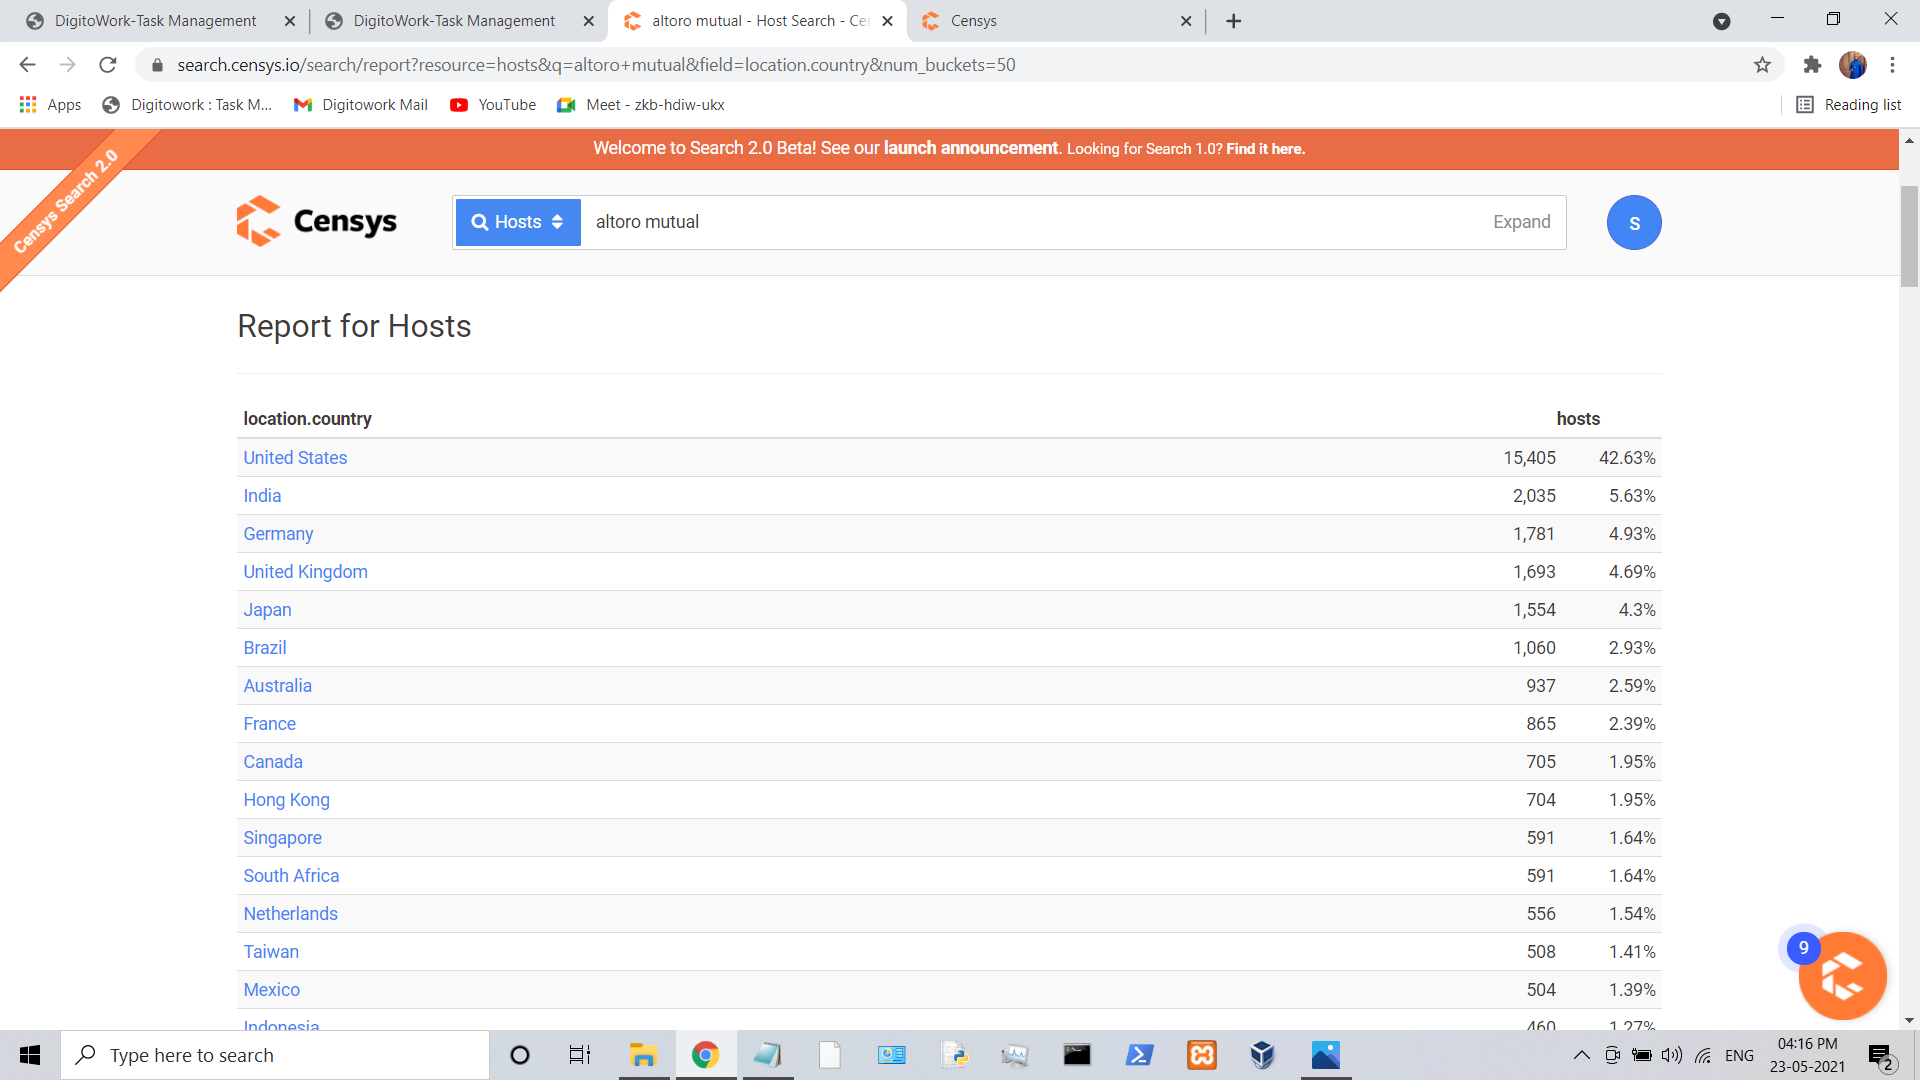 DigitoWork-Task Management
DigitoWork-Task Management
altoro mutual - Host Search - Ce
Censys
search.censys.io/search/report?resource=hosts&q=altoro+mutual&field=location.country&num_buckets=50
Apps
Digitowork : Task M...
Digitowork Mail
YouTube
Meet - zkb-hdiw-ukx
Reading list
Welcome to Search 2.0 Beta! See our launch announcement. Looking for Search 1.0? Find it here.
Censys Search 2.0
Censys
Hosts
altoro mutual
Expand
S
Report for Hosts
location.country hosts
United States 15,405 42.63%
India 2,035 5.63%
Germany 1,781 4.93%
United Kingdom 1,693 4.69%
Japan 1,554 4.3%
Brazil 1,060 2.93%
Australia 937 2.59%
France 865 2.39%
Canada 705 1.95%
Hong Kong 704 1.95%
Singapore 591 1.64%
South Africa 591 1.64%
Netherlands 556 1.54%
Taiwan 508 1.41%
Mexico 504 1.39%
Indonesia 460 1.27%
9
Type here to search
ENG
04:16 PM
23-05-2021
2